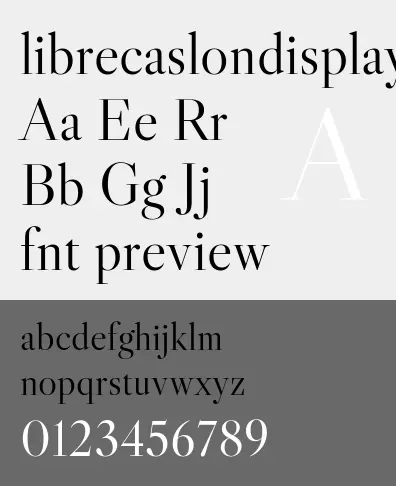 librecaslondisplay
Aa Ee Rr
A
Bb Gg Jj
fnt preview
abcdefghijklm
nopqrstuvwxyz
0123456789